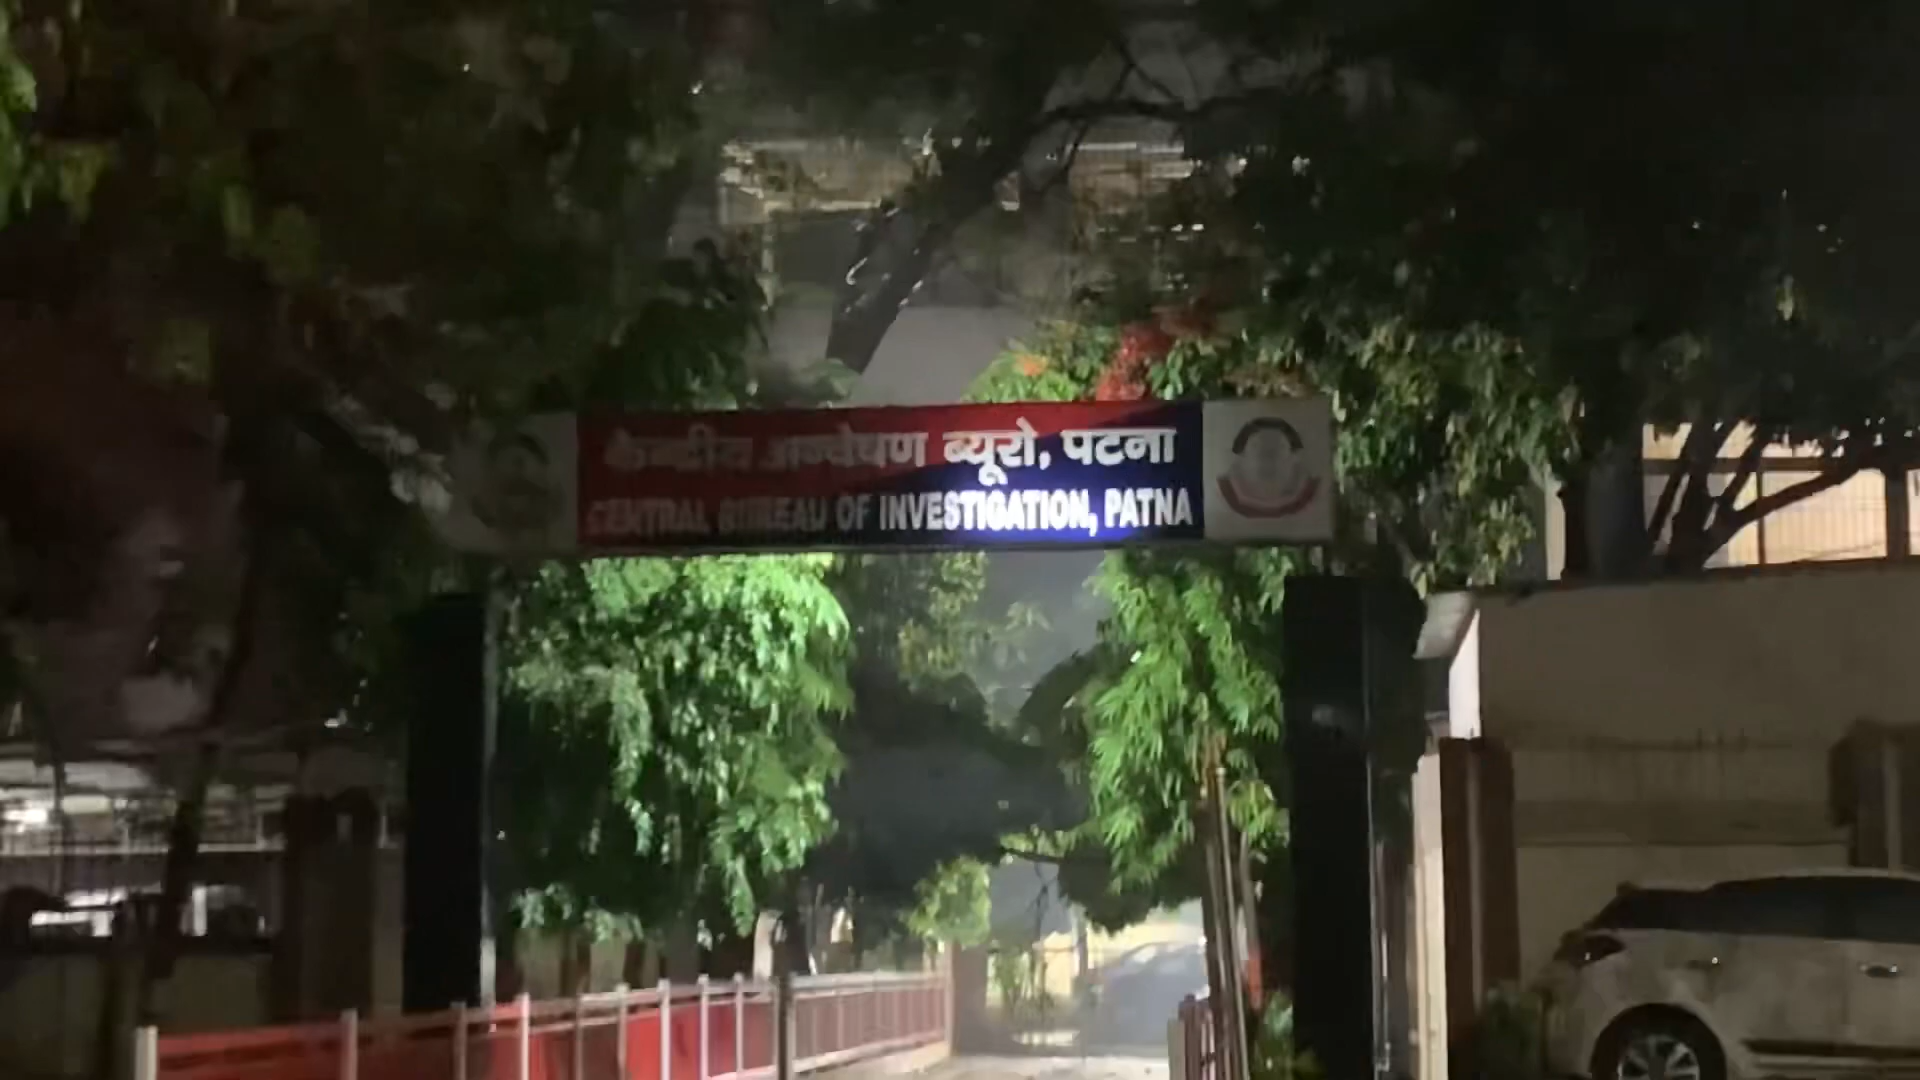 केन्द्रीय अन्वेषण ब्यूरो, पटना
CENTRAL BUREAU OF INVESTIGATION, PATNA